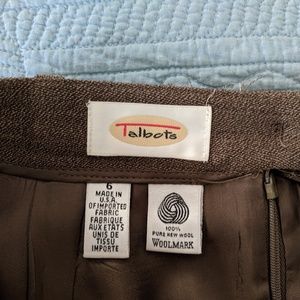 Talbots
6
MADE IN
U.S.A.
OF IMPORTED
FABRIC
FABRIQUE
AUX ETATS
UNIS DE
TISSU
IMPORTE
100%
PURE NEW WOOL
WOOLMARK